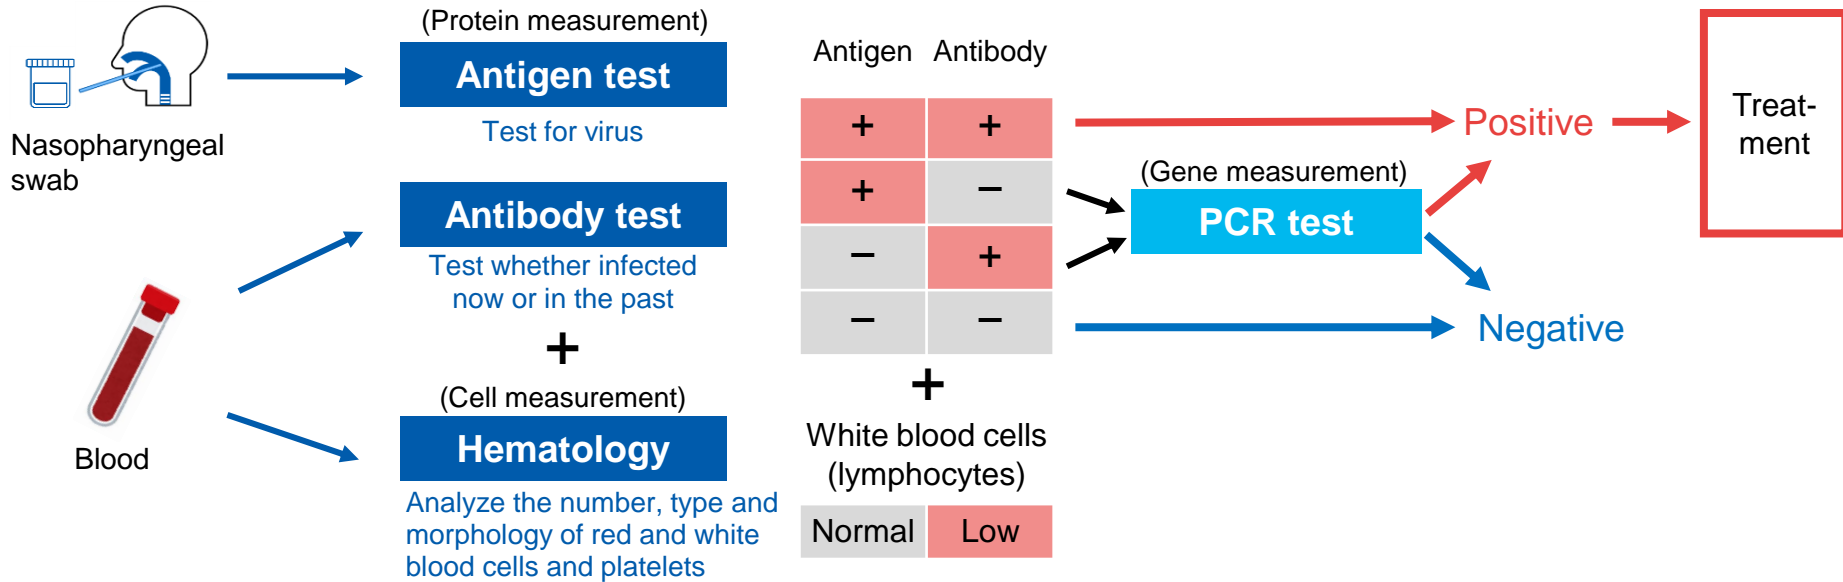 (Protein measurement)
Antigen test
Test for virus
Nasopharyngeal
swab
Antibody test
Test whether infected
now or in the past
+
(Cell measurement)
Hematology
Analyze the number, type and
morphology of red and white
blood cells and platelets
Blood
Antigen Antibody
+ +
+ −
− +
− −
+
White blood cells
(lymphocytes)
Normal Low
(Gene measurement)
PCR test
Positive
Negative
Treat-
ment